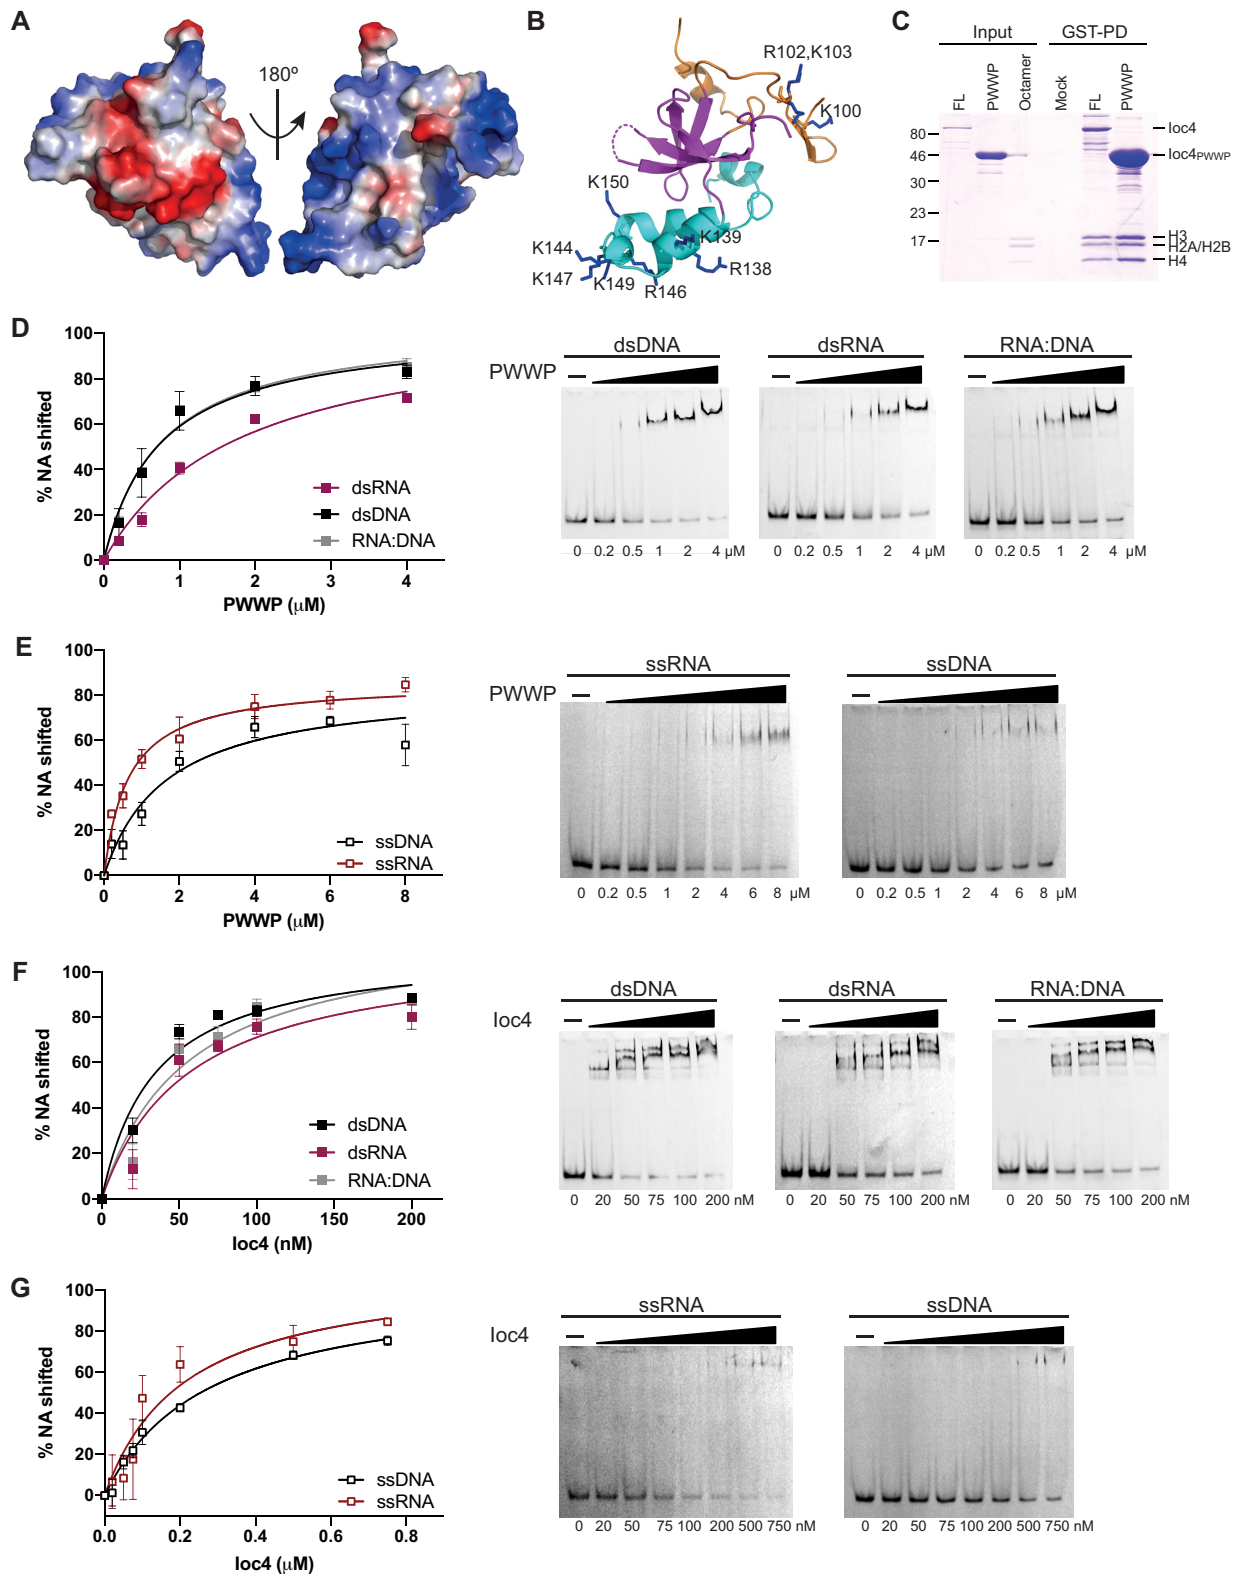 A
180º
B
R102,K103
K100
K150
K144
K139
K147
K149
R138
R146
C
Input
GST-PD
FL
PWWP
Octamer
Mock
FL
PWWP
80
46
30
23
17
Ioc4
Ioc4PWWP
H3
H2A/H2B
H4
D
100
80
60
40
20
0
% NA shifted
dsRNA
dsDNA
RNA:DNA
0 1 2 3 4
PWWP (μM)
dsDNA
dsRNA
RNA:DNA
PWWP
0 0.2 0.5 1 2 4 μM
0 0.2 0.5 1 2 4 μM
0 0.2 0.5 1 2 4 μM
E
100
80
60
40
20
0
% NA shifted
ssDNA
ssRNA
0 2 4 6 8
PWWP (μM)
ssRNA
ssDNA
PWWP
0 0.2 0.5 1 2 4 6 8 μM
0 0.2 0.5 1 2 4 6 8 μM
F
100
80
60
40
20
0
% NA shifted
dsDNA
dsRNA
RNA:DNA
0 50 100 150 200
Ioc4 (nM)
dsDNA
dsRNA
RNA:DNA
Ioc4
0 20 50 75 100 200 nM
0 20 50 75 100 200 nM
0 20 50 75 100 200 nM
G
100
80
60
40
20
0
% NA shifted
ssDNA
ssRNA
0.0 0.2 0.4 0.6 0.8
Ioc4 (μM)
ssRNA
ssDNA
Ioc4
0 20 50 75 100 200 500 750 nM
0 20 50 75 100 200 500 750 nM